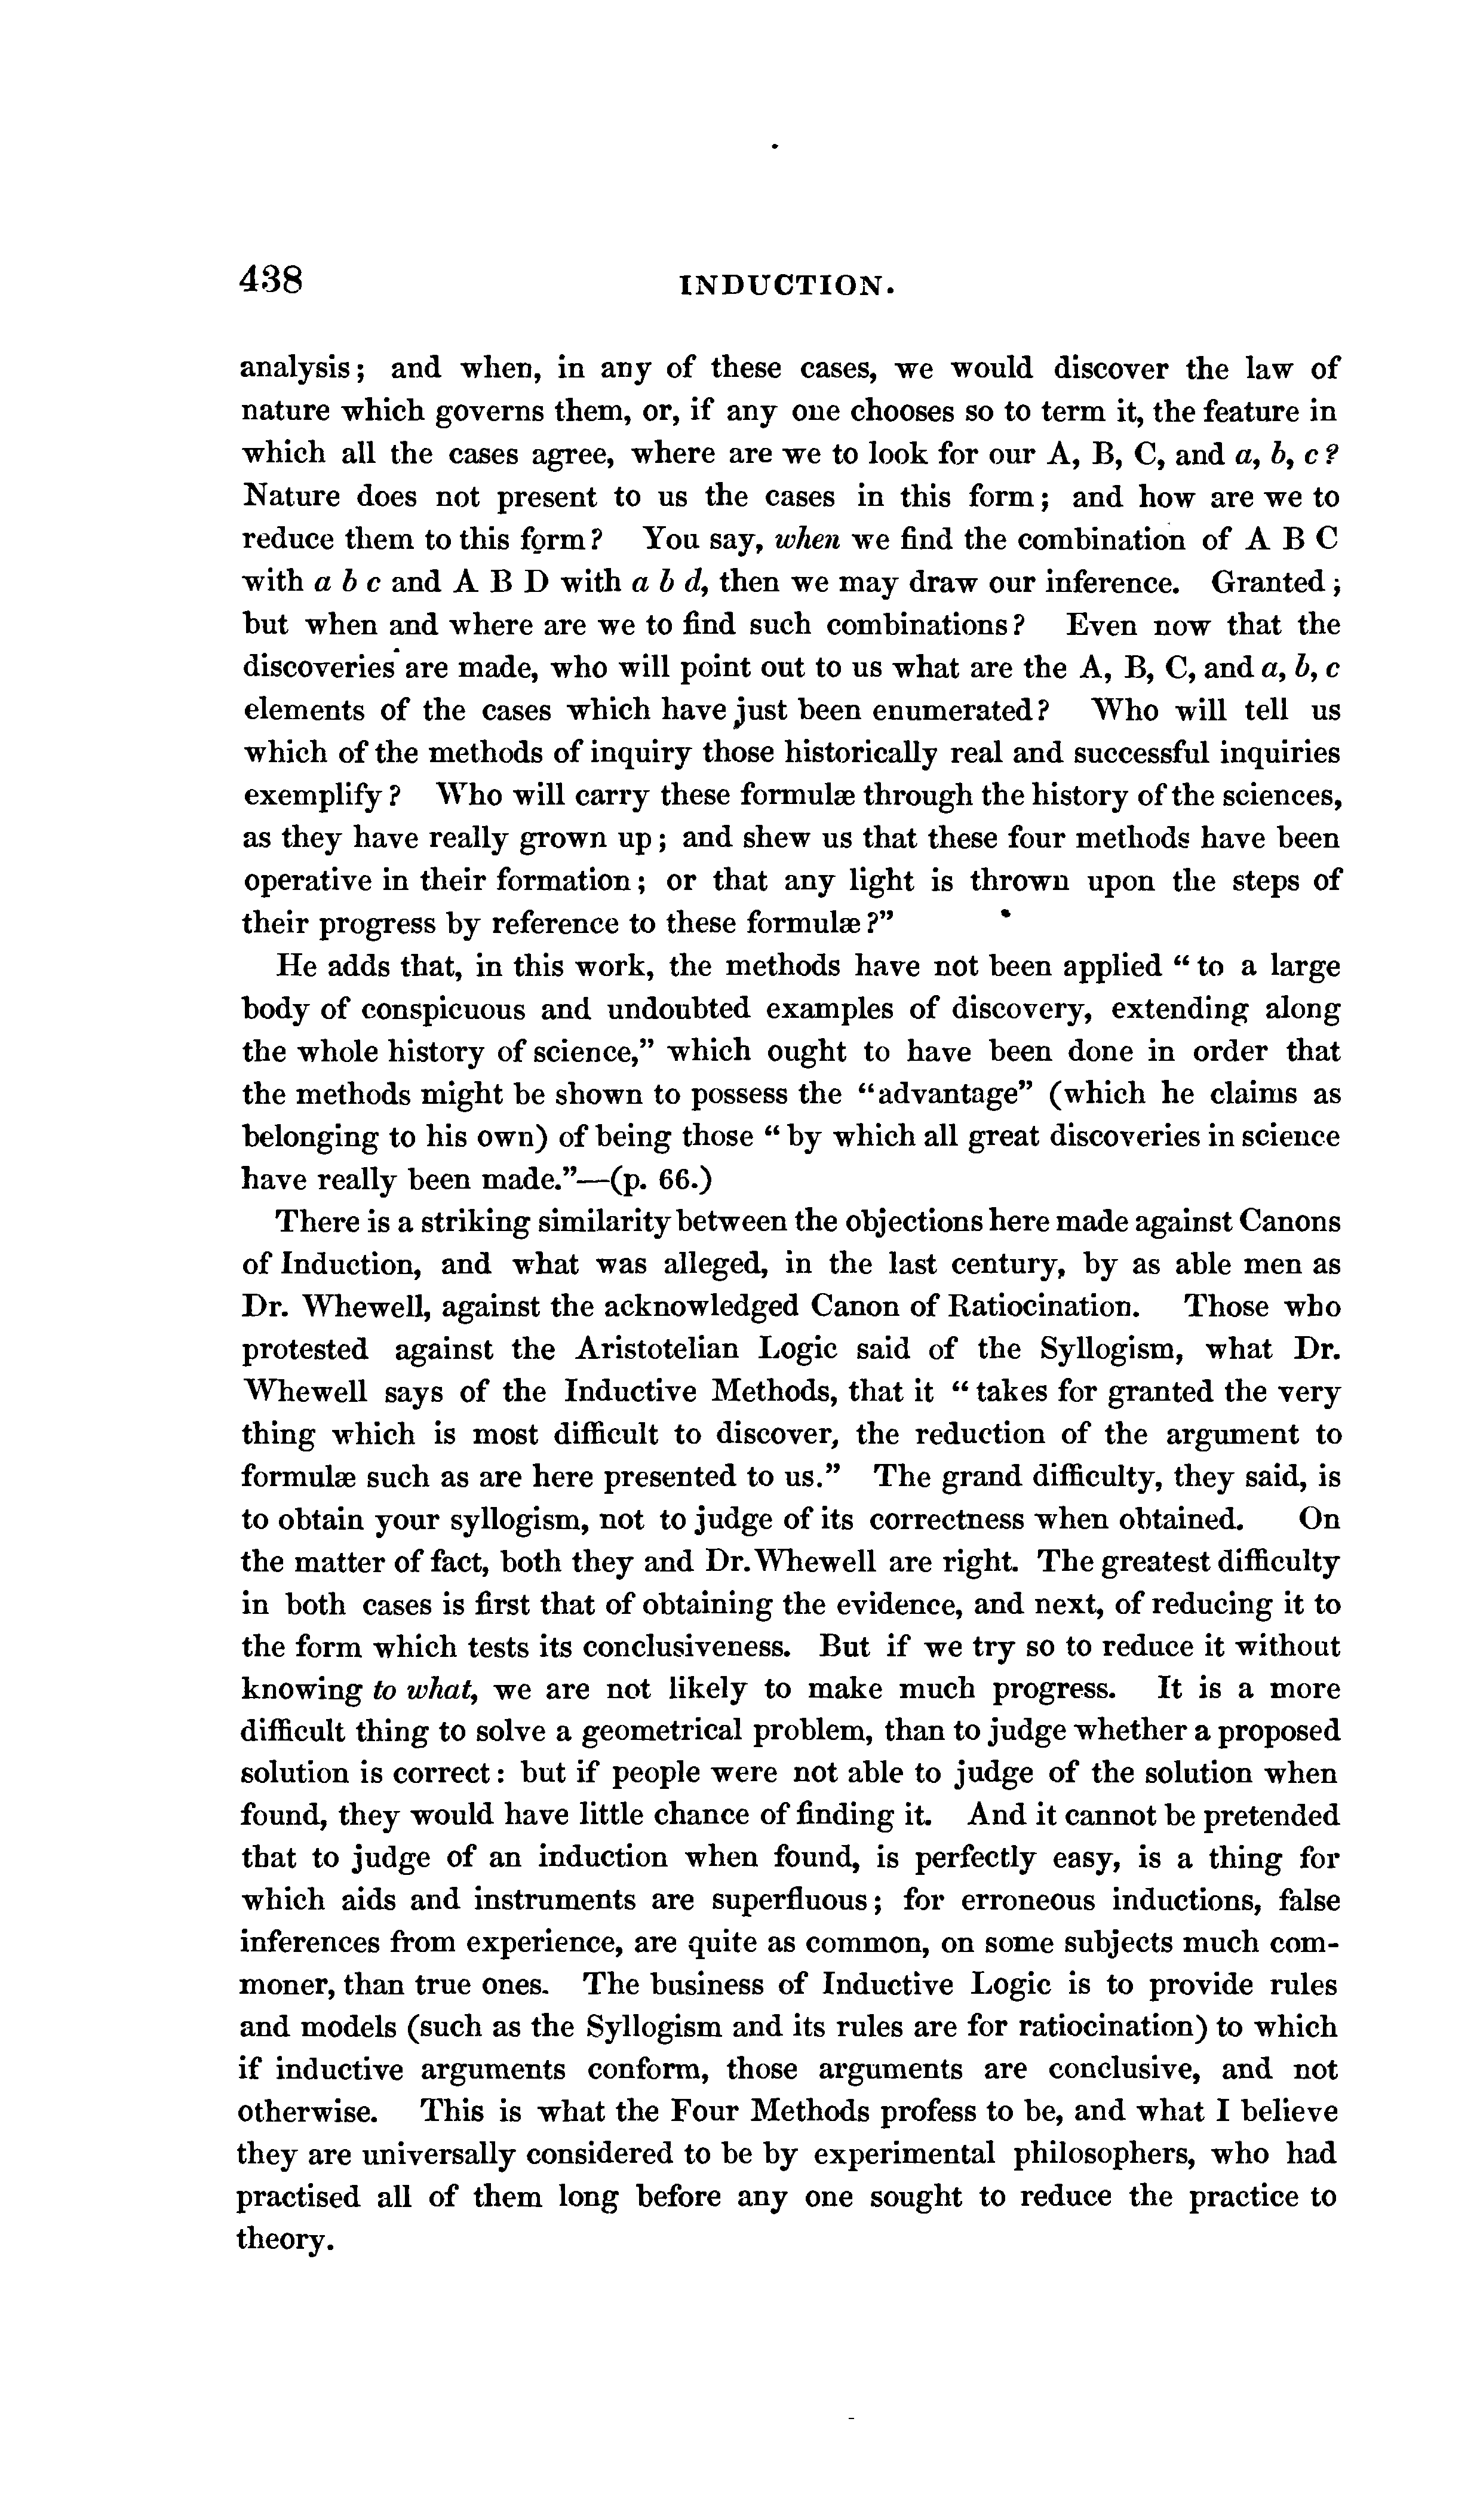 438 INDUCTION.
analysis; and when, in any of these cases, we would discover the law of
nature which governs them, or, if any one chooses so to term it, the feature in
which all the cases agree, where are we to look for our A, B, C, and a, b, c?
Nature does not present to us the cases in this form; and how are we to
reduce them to this form? You say, when we find the combination of A B C
with a b c and A B D with a b d, then we may draw our inference. Granted;
but when and where are we to find such combinations? Even now that the
discoveries are made, who will point out to us what are the A, B, C, and a, b, c
elements of the cases which have just been enumerated? Who will tell us
which of the methods of inquiry those historically real and successful inquiries
exemplify? Who will carry these formulæ through the history of the sciences,
as they have really grown up; and shew us that these four methods have been
operative in their formation; or that any light is thrown upon the steps of
their progress by reference to these formulæ?”
He adds that, in this work, the methods have not been applied “to a large
body of conspicuous and undoubted examples of discovery, extending along
the whole history of science,” which ought to have been done in order that
the methods might be shown to possess the “advantage” (which he claims as
belonging to his own) of being those “by which all great discoveries in science
have really been made.”—(p. 66.)
There is a striking similarity between the objections here made against Canons
of Induction, and what was alleged, in the last century, by as able men as
Dr. Whewell, against the acknowledged Canon of Ratiocination. Those who
protested against the Aristotelian Logic said of the Syllogism, what Dr.
Whewell says of the Inductive Methods, that it “takes for granted the very
thing which is most difficult to discover, the reduction of the argument to
formulæ such as are here presented to us.” The grand difficulty, they said, is
to obtain your syllogism, not to judge of its correctness when obtained. On
the matter of fact, both they and Dr. Whewell are right. The greatest difficulty
in both cases is first that of obtaining the evidence, and next, of reducing it to
the form which tests its conclusiveness. But if we try so to reduce it without
knowing to what, we are not likely to make much progress. It is a more
difficult thing to solve a geometrical problem, than to judge whether a proposed
solution is correct: but if people were not able to judge of the solution when
found, they would have little chance of finding it. And it cannot be pretended
that to judge of an induction when found, is perfectly easy, is a thing for
which aids and instruments are superfluous; for erroneous inductions, false
inferences from experience, are quite as common, on some subjects much com-
moner, than true ones. The business of Inductive Logic is to provide rules
and models (such as the Syllogism and its rules are for ratiocination) to which
if inductive arguments conform, those arguments are conclusive, and not
otherwise. This is what the Four Methods profess to be, and what I believe
they are universally considered to be by experimental philosophers, who had
practised all of them long before any one sought to reduce the practice to
theory.